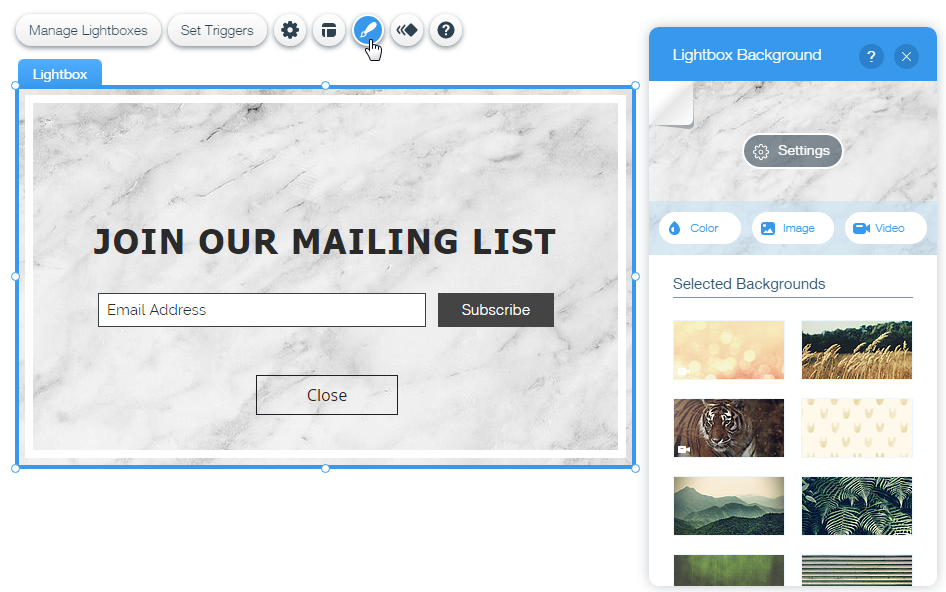 Manage Lightboxes
Set Triggers
?
Lightbox
JOIN OUR MAILING LIST
Email Address
Subscribe
Close
Lightbox Background
?
Settings
Color
Image
Video
Selected Backgrounds